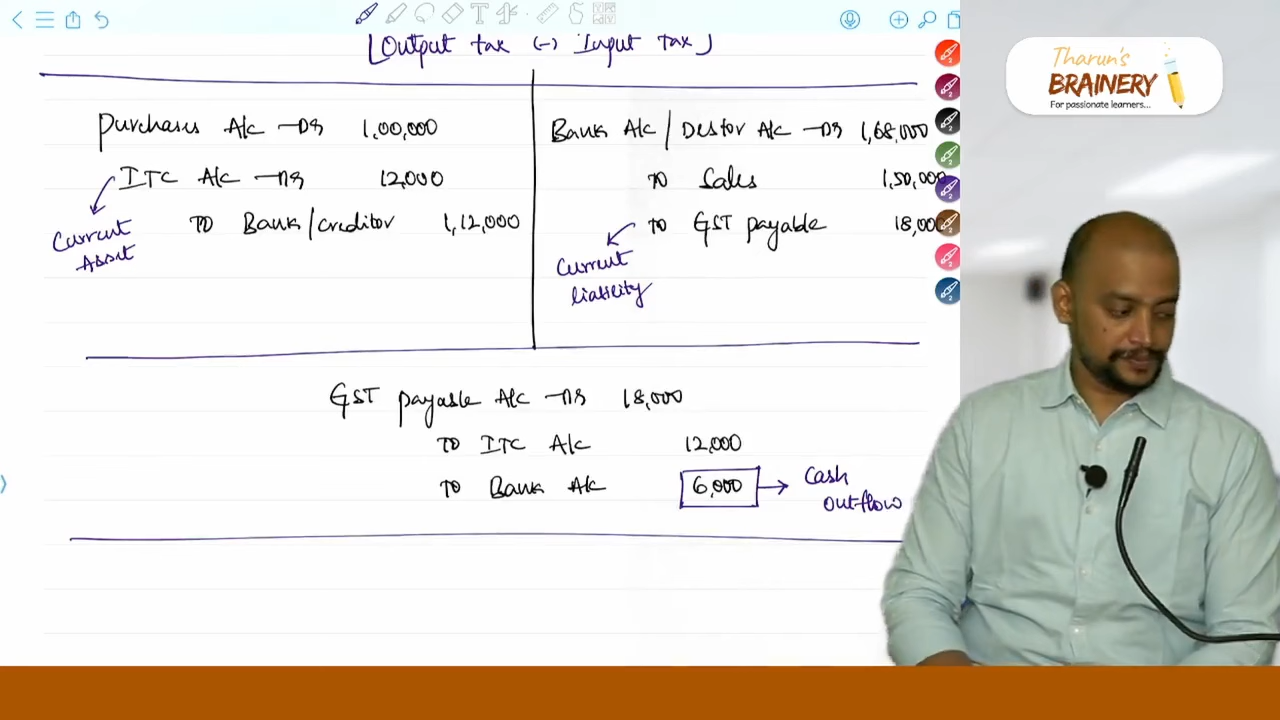 [Output tax (-) Input tax]
Purchases A/c -Dr 1,00,000
ITC A/c -Dr 12,000
To Bank/creditor 1,12,000
Current
Asset
Bank A/c / Debtor A/c -Dr 1,68,000
To Sales 1,50,000
To GST payable 18,000
Current
liability
GST payable A/c -Dr 18,000
To ITC A/c 12,000
To Bank A/c 6,000
Cash
outflow
Tharun's
BRAINERY
For passionate learners...